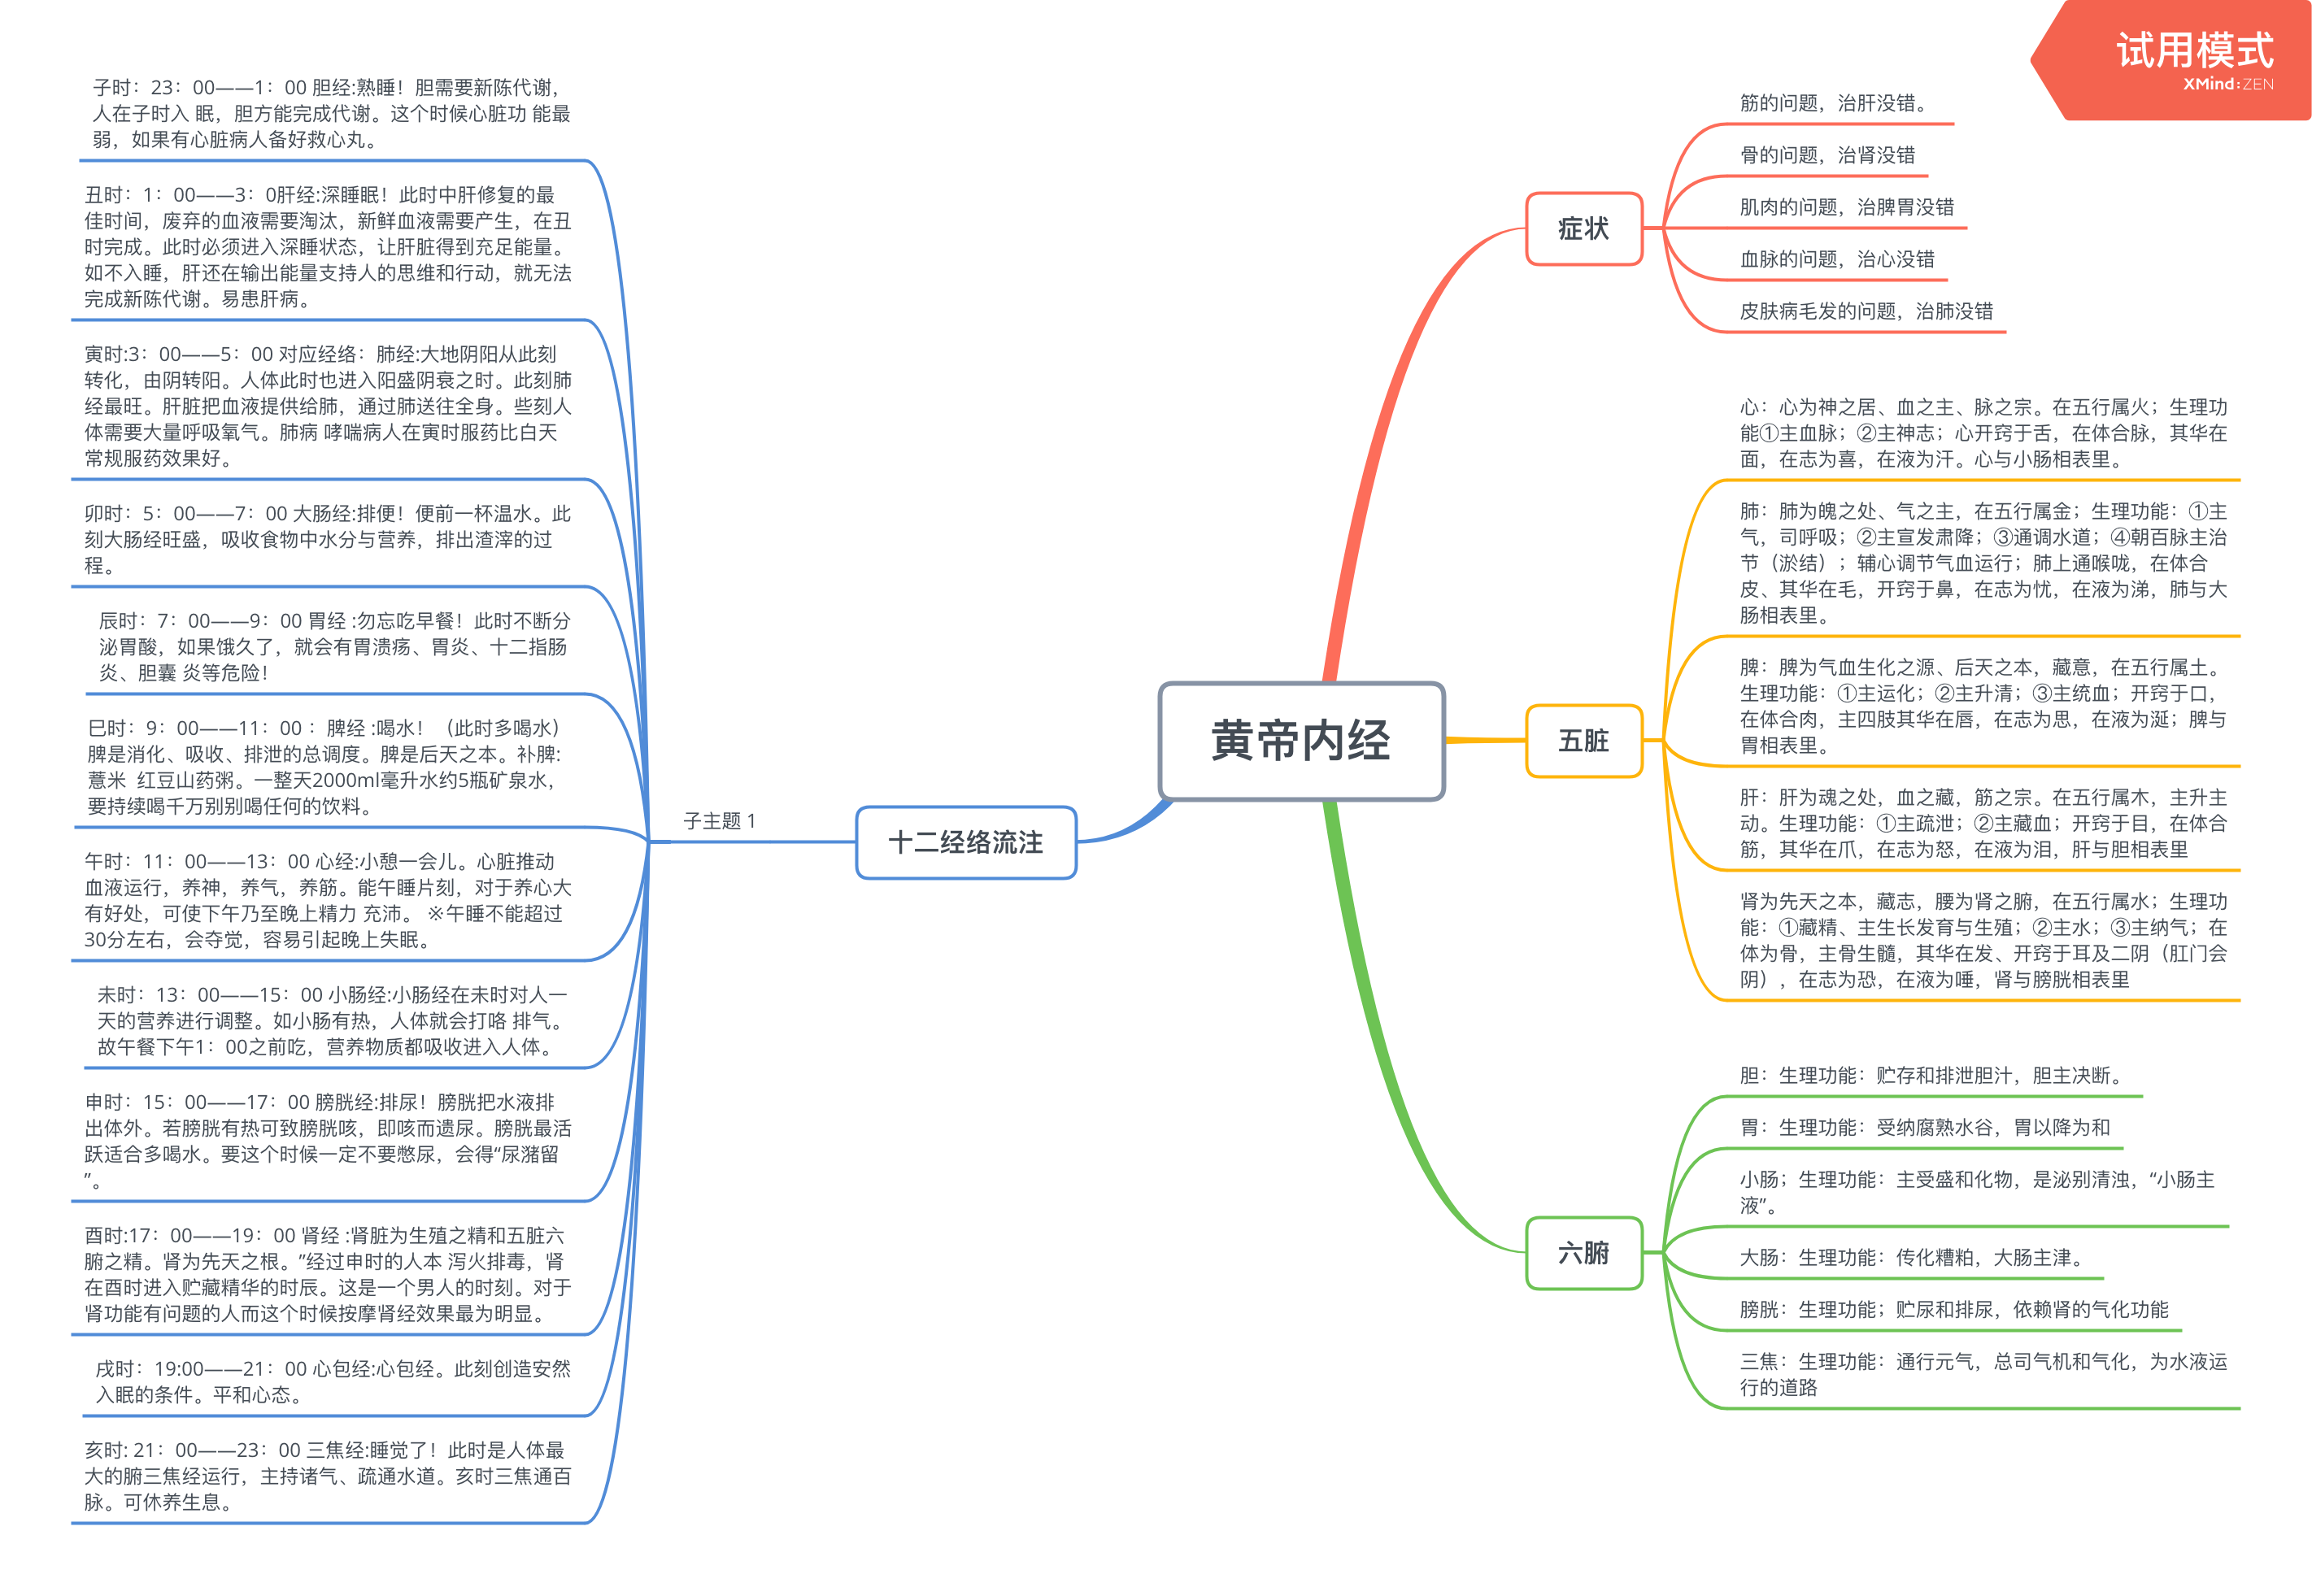 试用模式
XMind:ZEN
黄帝内经
症状
筋的问题，治肝没错。
骨的问题，治肾没错
肌肉的问题，治脾胃没错
血脉的问题，治心没错
皮肤病毛发的问题，治肺没错
五脏
心：心为神之居、血之主、脉之宗。在五行属火；生理功
能①主血脉；②主神志；心开窍于舌，在体合脉，其华在
面，在志为喜，在液为汗。心与小肠相表里。
肺：肺为魄之处、气之主，在五行属金；生理功能：①主
气，司呼吸；②主宣发肃降；③通调水道；④朝百脉主治
节（淤结）；辅心调节气血运行；肺上通喉咙，在体合
皮、其华在毛，开窍于鼻，在志为忧，在液为涕，肺与大
肠相表里。
脾：脾为气血生化之源、后天之本，藏意，在五行属土。
生理功能：①主运化；②主升清；③主统血；开窍于口，
在体合肉，主四肢其华在唇，在志为思，在液为涎；脾与
胃相表里。
肝：肝为魂之处，血之藏，筋之宗。在五行属木，主升主
动。生理功能：①主疏泄；②主藏血；开窍于目，在体合
筋，其华在爪，在志为怒，在液为泪，肝与胆相表里
肾为先天之本，藏志，腰为肾之腑，在五行属水；生理功
能：①藏精、主生长发育与生殖；②主水；③主纳气；在
体为骨，主骨生髓，其华在发、开窍于耳及二阴（肛门会
阴），在志为恐，在液为唾，肾与膀胱相表里
六腑
胆：生理功能：贮存和排泄胆汁，胆主决断。
胃：生理功能：受纳腐熟水谷，胃以降为和
小肠；生理功能：主受盛和化物，是泌别清浊，“小肠主
液”。
大肠：生理功能：传化糟粕，大肠主津。
膀胱：生理功能；贮尿和排尿，依赖肾的气化功能
三焦：生理功能：通行元气，总司气机和气化，为水液运
行的道路
十二经络流注
子主题 1
子时：23：00——1：00 胆经:熟睡！胆需要新陈代谢，
人在子时入 眠，胆方能完成代谢。这个时候心脏功 能最
弱，如果有心脏病人备好救心丸。
丑时：1：00——3：0肝经:深睡眠！此时中肝修复的最
佳时间，废弃的血液需要淘汰，新鲜血液需要产生，在丑
时完成。此时必须进入深睡状态，让肝脏得到充足能量。
如不入睡，肝还在输出能量支持人的思维和行动，就无法
完成新陈代谢。易患肝病。
寅时:3：00——5：00 对应经络：肺经:大地阴阳从此刻
转化，由阴转阳。人体此时也进入阳盛阴衰之时。此刻肺
经最旺。肝脏把血液提供给肺，通过肺送往全身。些刻人
体需要大量呼吸氧气。肺病 哮喘病人在寅时服药比白天
常规服药效果好。
卯时：5：00——7：00 大肠经:排便！便前一杯温水。此
刻大肠经旺盛，吸收食物中水分与营养，排出渣滓的过
程。
辰时：7：00——9：00 胃经 :勿忘吃早餐！此时不断分
泌胃酸，如果饿久了，就会有胃溃疡、胃炎、十二指肠
炎、胆囊 炎等危险！
巳时：9：00——11：00 ：脾经 :喝水！（此时多喝水）
脾是消化、吸收、排泄的总调度。脾是后天之本。补脾:
薏米  红豆山药粥。一整天2000ml毫升水约5瓶矿泉水，
要持续喝千万别别喝任何的饮料。
午时：11：00——13：00 心经:小憩一会儿。心脏推动
血液运行，养神，养气，养筋。能午睡片刻，对于养心大
有好处，可使下午乃至晚上精力 充沛。 ※午睡不能超过
30分左右，会夺觉，容易引起晚上失眠。
未时：13：00——15：00 小肠经:小肠经在未时对人一
天的营养进行调整。如小肠有热，人体就会打咯 排气。
故午餐下午1：00之前吃，营养物质都吸收进入人体。
申时：15：00——17：00 膀胱经:排尿！膀胱把水液排
出体外。若膀胱有热可致膀胱咳，即咳而遗尿。膀胱最活
跃适合多喝水。要这个时候一定不要憋尿，会得“尿潴留
”。
酉时:17：00——19：00 肾经 :肾脏为生殖之精和五脏六
腑之精。肾为先天之根。”经过申时的人本 泻火排毒，肾
在酉时进入贮藏精华的时辰。这是一个男人的时刻。对于
肾功能有问题的人而这个时候按摩肾经效果最为明显。
戌时：19:00——21：00 心包经:心包经。此刻创造安然
入眠的条件。平和心态。
亥时: 21：00——23：00 三焦经:睡觉了！此时是人体最
大的腑三焦经运行，主持诸气、疏通水道。亥时三焦通百
脉。可休养生息。